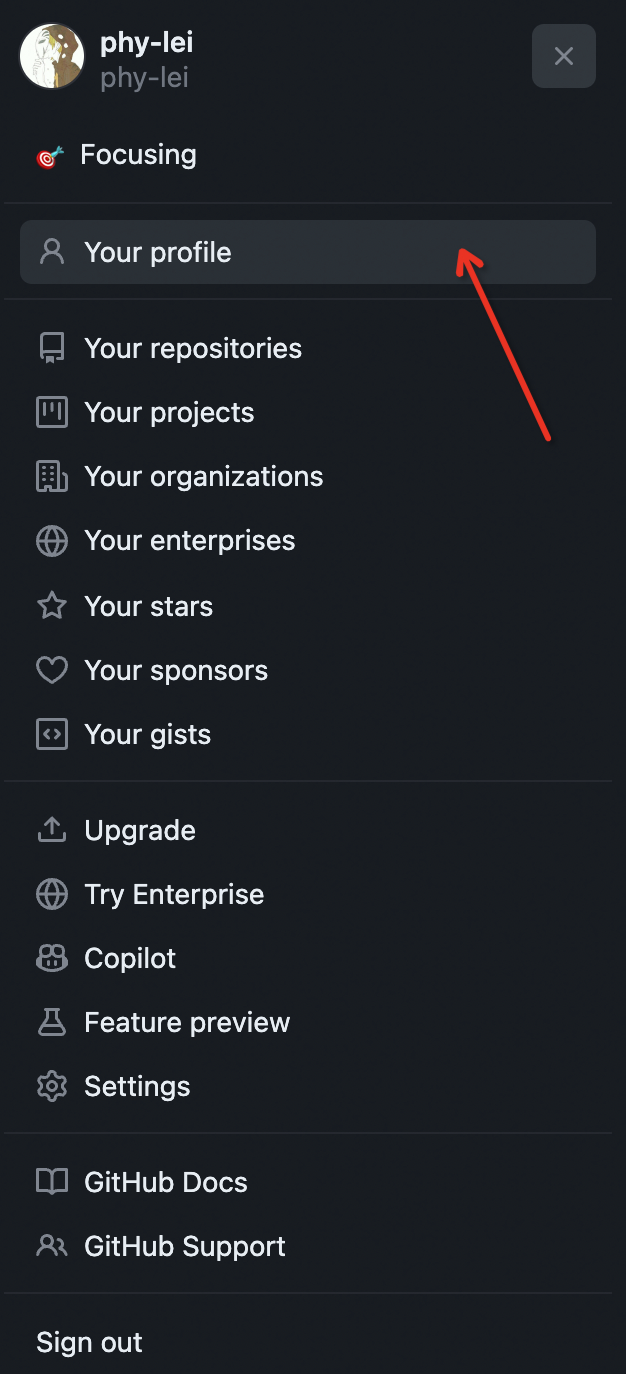 phy-lei
phy-lei
Focusing
Your profile
Your repositories
Your projects
Your organizations
Your enterprises
Your stars
Your sponsors
Your gists
Upgrade
Try Enterprise
Copilot
Feature preview
Settings
GitHub Docs
GitHub Support
Sign out